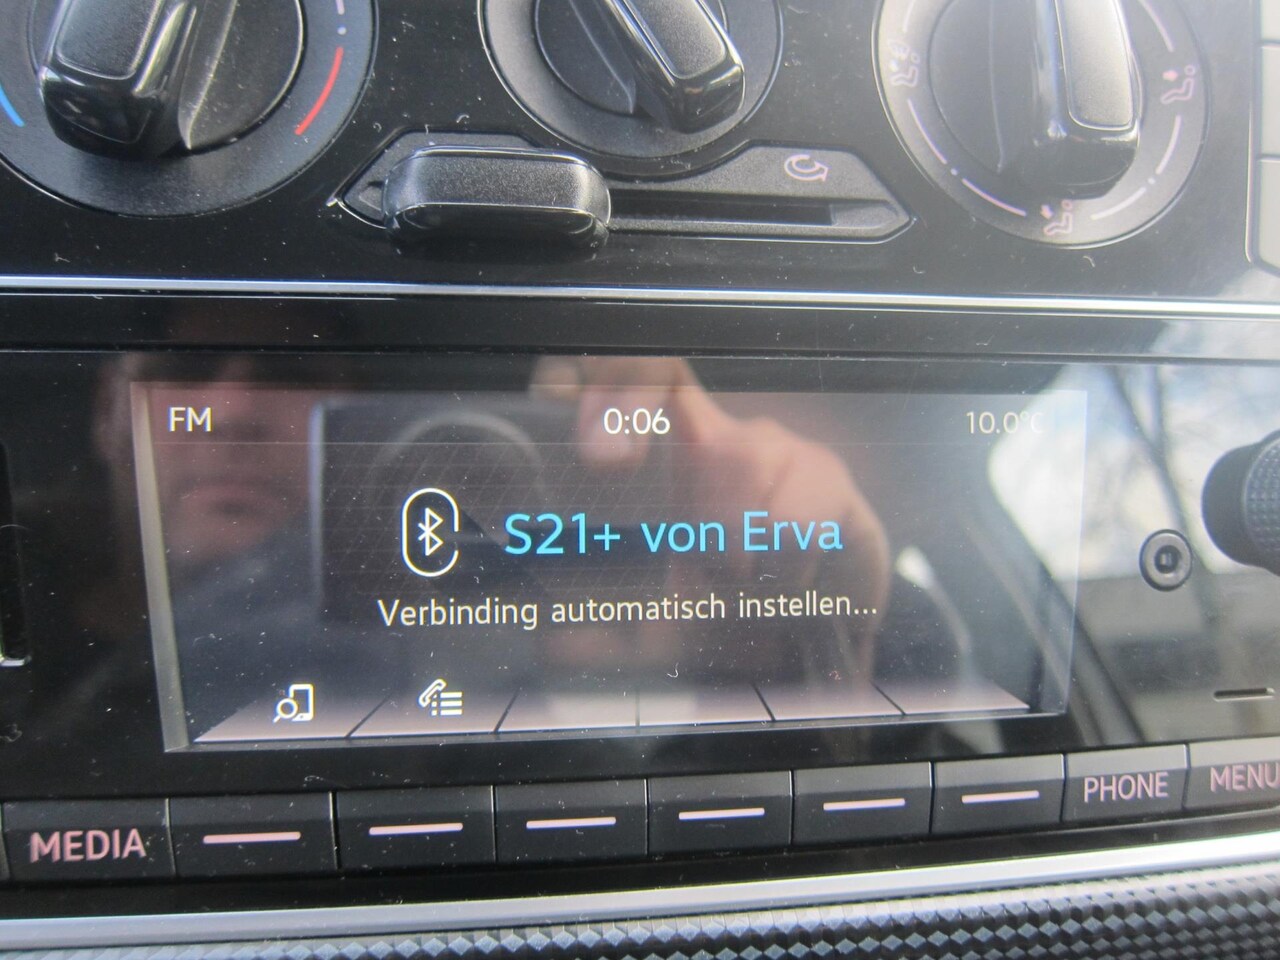 FM 0:06 10.0°C
S21+ von Erva
Verbinding automatisch instellen...
MEDIA PHONE MENU